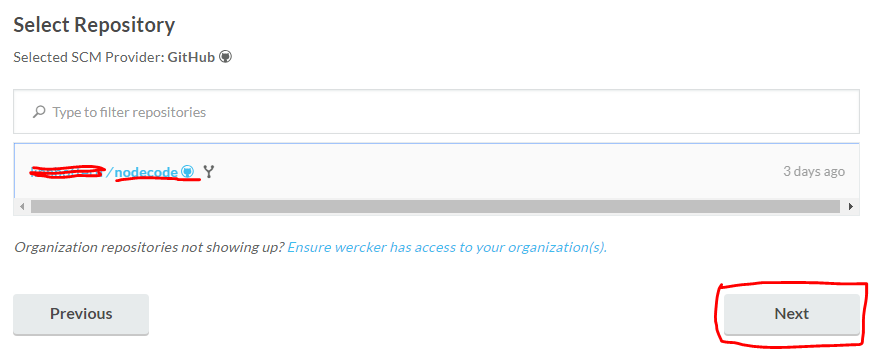 Select Repository
Selected SCM Provider: GitHub
Type to filter repositories
/nodecode
3 days ago
Organization repositories not showing up? Ensure wercker has access to your organization(s).
Previous
Next